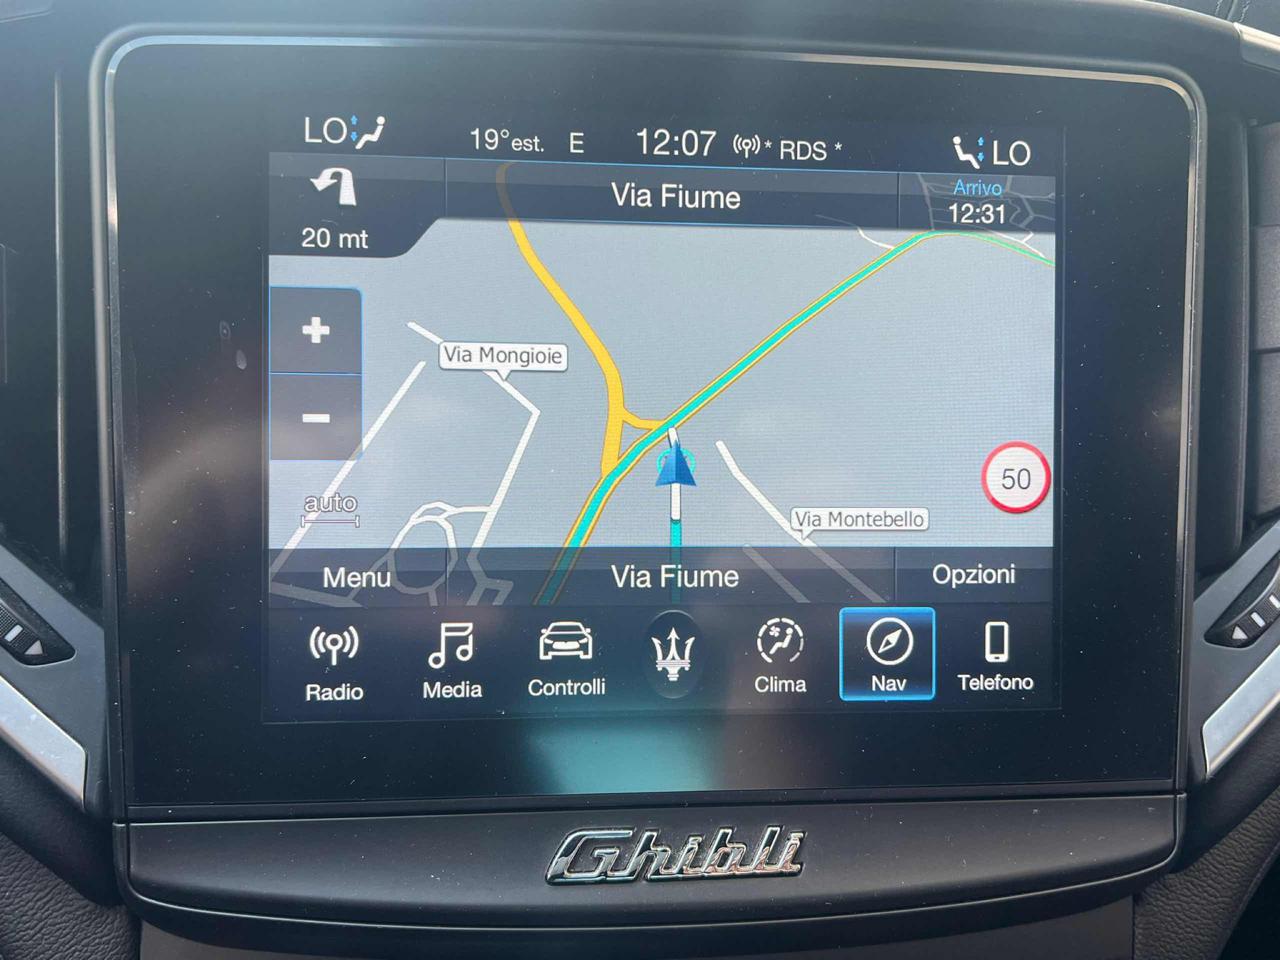 LO
19° est. E 12:07 * RDS *
LO
20 mt
Via Fiume
Arrivo
12:31
+
Via Mongioie
-
50
auto
Via Montebello
Menu
Via Fiume
Opzioni
Radio
Media
Controlli
Clima
Nav
Telefono
Ghibli